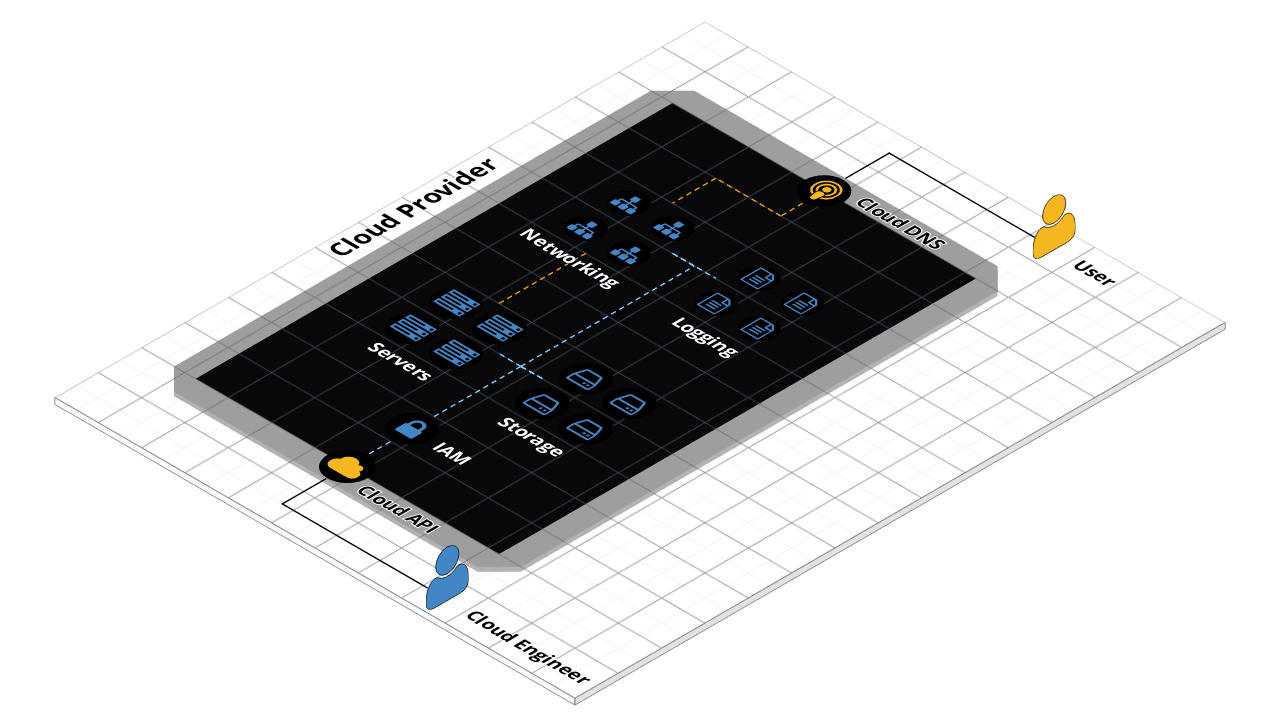 Cloud Provider
Cloud DNS
User
Networking
Logging
Servers
Storage
IAM
Cloud API
Cloud Engineer